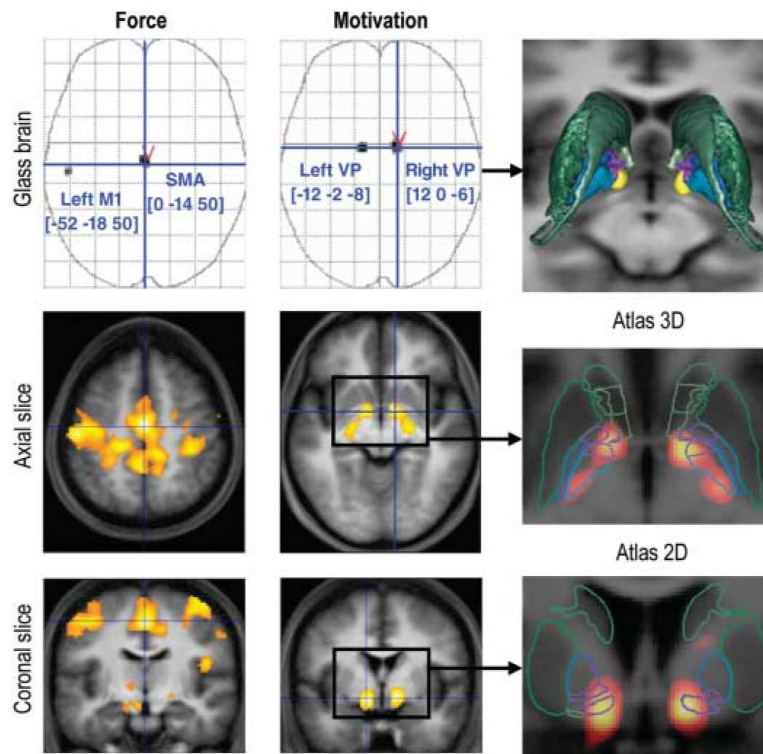 Force
Motivation
Glass brain
Left M1
[-52 -18 50]
SMA
[0 -14 50]
Left VP
[-12 -2 -8]
Right VP
[12 0 -6]
Atlas 3D
Axial slice
Atlas 2D
Coronal slice